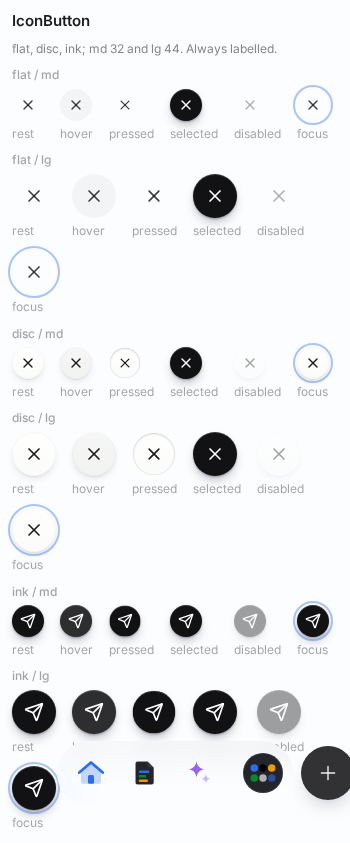 IconButton
flat, disc, ink; md 32 and lg 44. Always labelled.
flat / md
rest hover pressed selected disabled focus
flat / lg
rest hover pressed selected disabled
focus
disc / md
rest hover pressed selected disabled focus
disc / lg
rest hover pressed selected disabled
focus
ink / md
rest hover pressed selected disabled focus
ink / lg
rest
focus